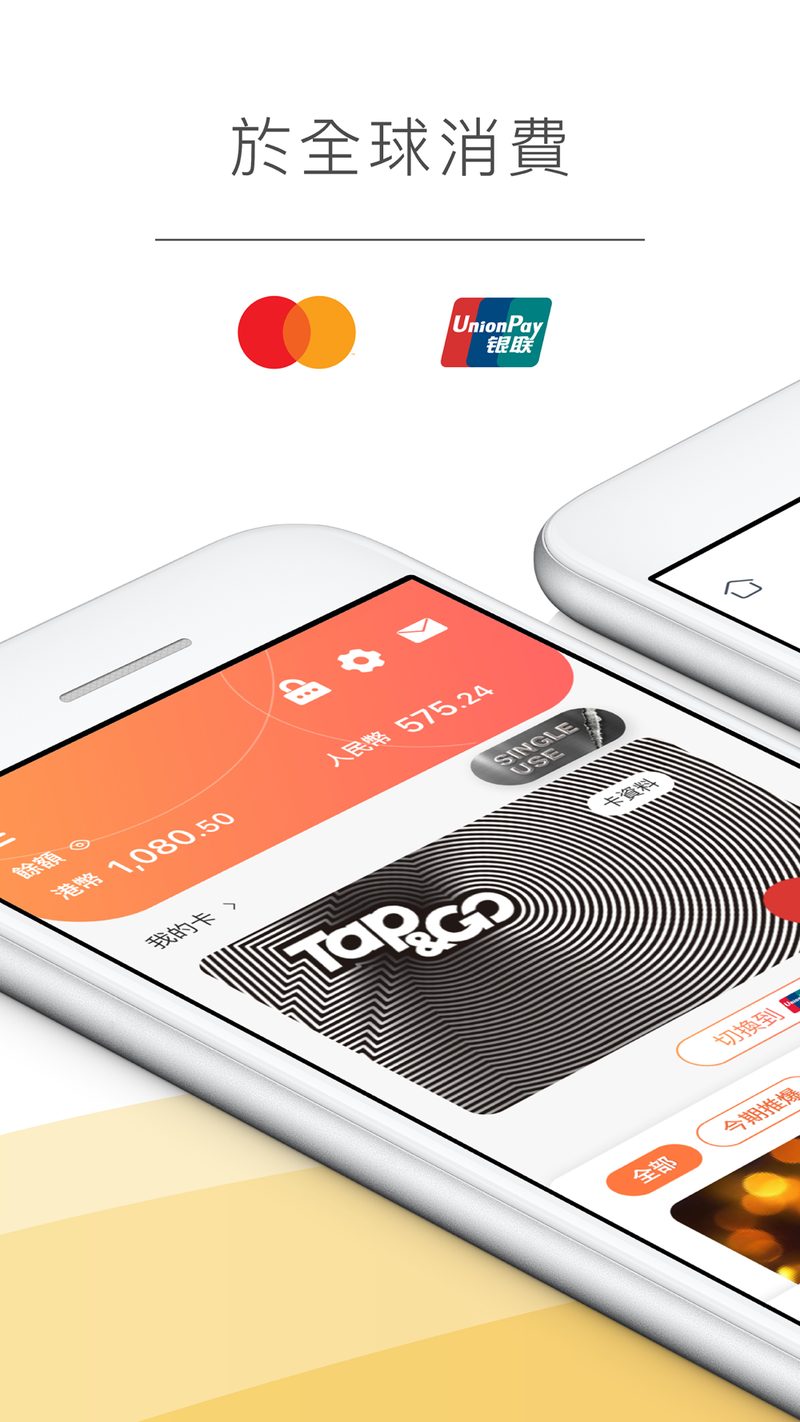 於全球消費
UnionPay
银联
人民幣 575.24
餘額
港幣 1,080.50
SINGLE
USE
我的卡
卡資料
Tap&Go
切換到
全部
今期推爆